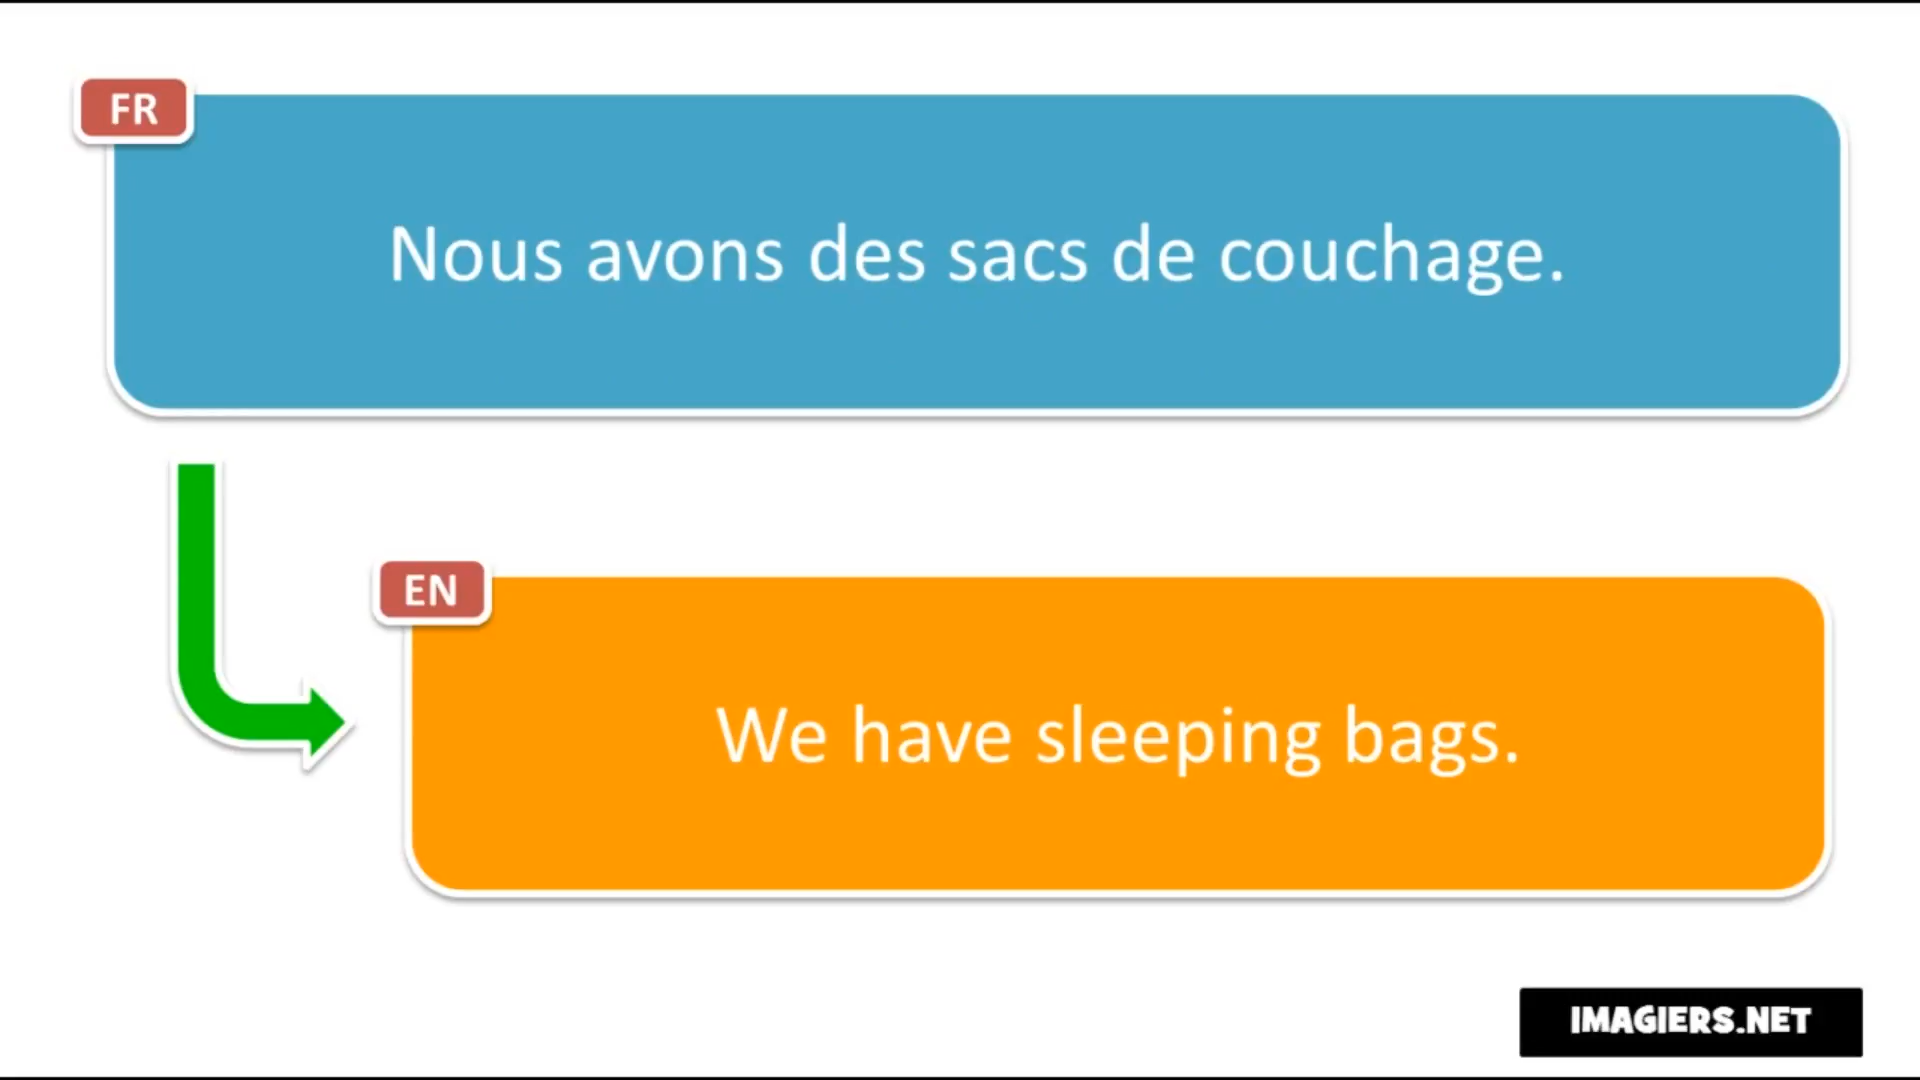 FR
Nous avons des sacs de couchage.
EN
We have sleeping bags.
IMAGIERS.NET